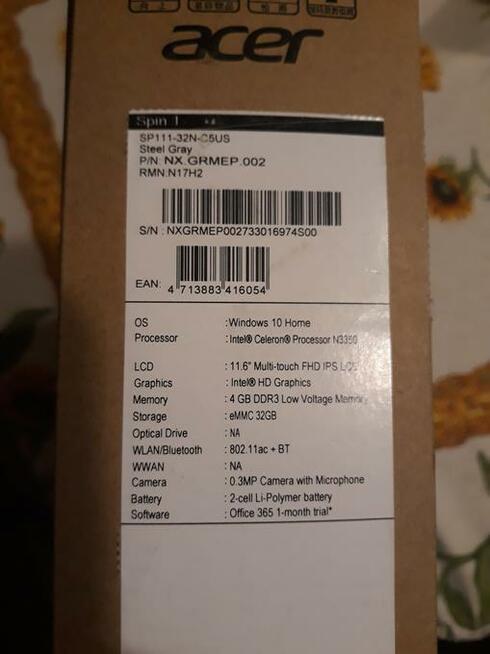 acer
Spin 1
SP111-32N-C5US
Steel Gray
P/N: NX.GRMEP.002
RMN:N17H2
S/N : NXGRMEP002733016974S00
EAN: 4 713883 416054
OS : Windows 10 Home
Processor : Intel® Celeron® Processor N3350
LCD : 11.6" Multi-touch FHD IPS LCD
Graphics : Intel® HD Graphics
Memory : 4 GB DDR3 Low Voltage Memory
Storage : eMMC 32GB
Optical Drive : NA
WLAN/Bluetooth : 802.11ac + BT
WWAN : NA
Camera : 0.3MP Camera with Microphone
Battery : 2-cell Li-Polymer battery
Software : Office 365 1-month trial*